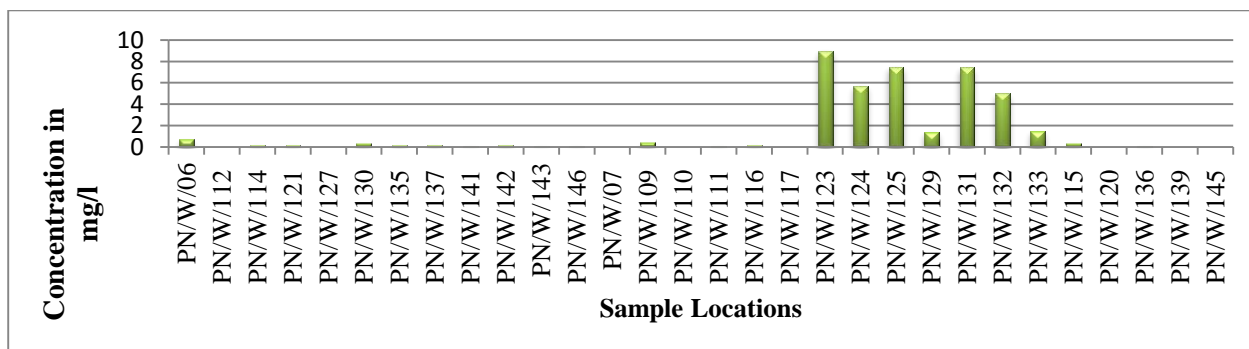 10
8
6
4
2
0
Concentration in
mg/l
PN/W/06
PN/W/112
PN/W/114
PN/W/121
PN/W/127
PN/W/130
PN/W/135
PN/W/137
PN/W/141
PN/W/142
PN/W/143
PN/W/146
PN/W/07
PN/W/109
PN/W/110
PN/W/111
PN/W/116
PN/W/117
PN/W/123
PN/W/124
PN/W/125
PN/W/129
PN/W/131
PN/W/132
PN/W/133
PN/W/115
PN/W/120
PN/W/136
PN/W/139
PN/W/145
Sample Locations